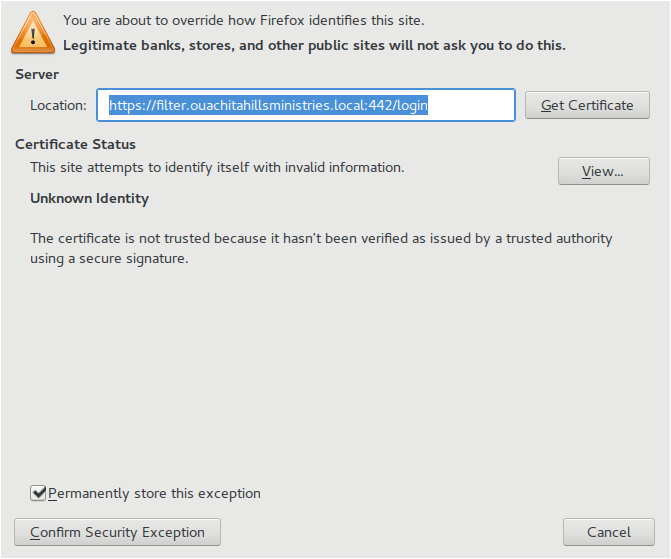 You are about to override how Firefox identifies this site.
Legitimate banks, stores, and other public sites will not ask you to do this.
Server
Location: https://filter.ouachitahillsministries.local:442/login Get Certificate
Certificate Status
This site attempts to identify itself with invalid information.
View...
Unknown Identity
The certificate is not trusted because it hasn't been verified as issued by a trusted authority
using a secure signature.
Permanently store this exception
Confirm Security Exception Cancel